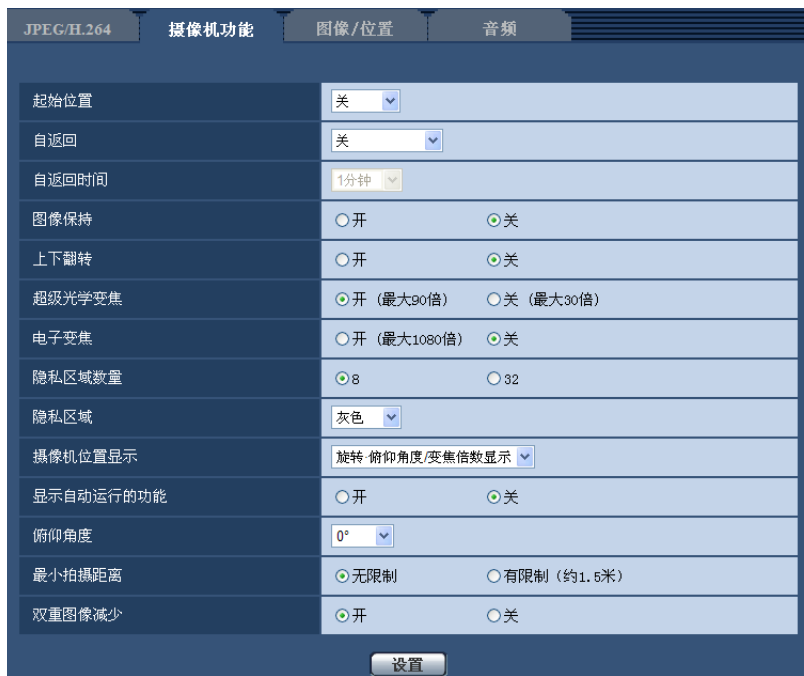 JPEG/H.264 摄像机功能 图像/位置 音频
起始位置 关
自返回 关
自返回时间 1分钟
图像保持 开 关
上下翻转 开 关
超级光学变焦 开 (最大90倍) 关 (最大30倍)
电子变焦 开 (最大1080倍) 关
隐私区域数量 8 32
隐私区域 灰色
摄像机位置显示 旋转·俯仰角度/变焦倍数显示
显示自动运行的功能 开 关
俯仰角度 0°
最小拍摄距离 无限制 有限制 (约1.5米)
双重图像减少 开 关
设置